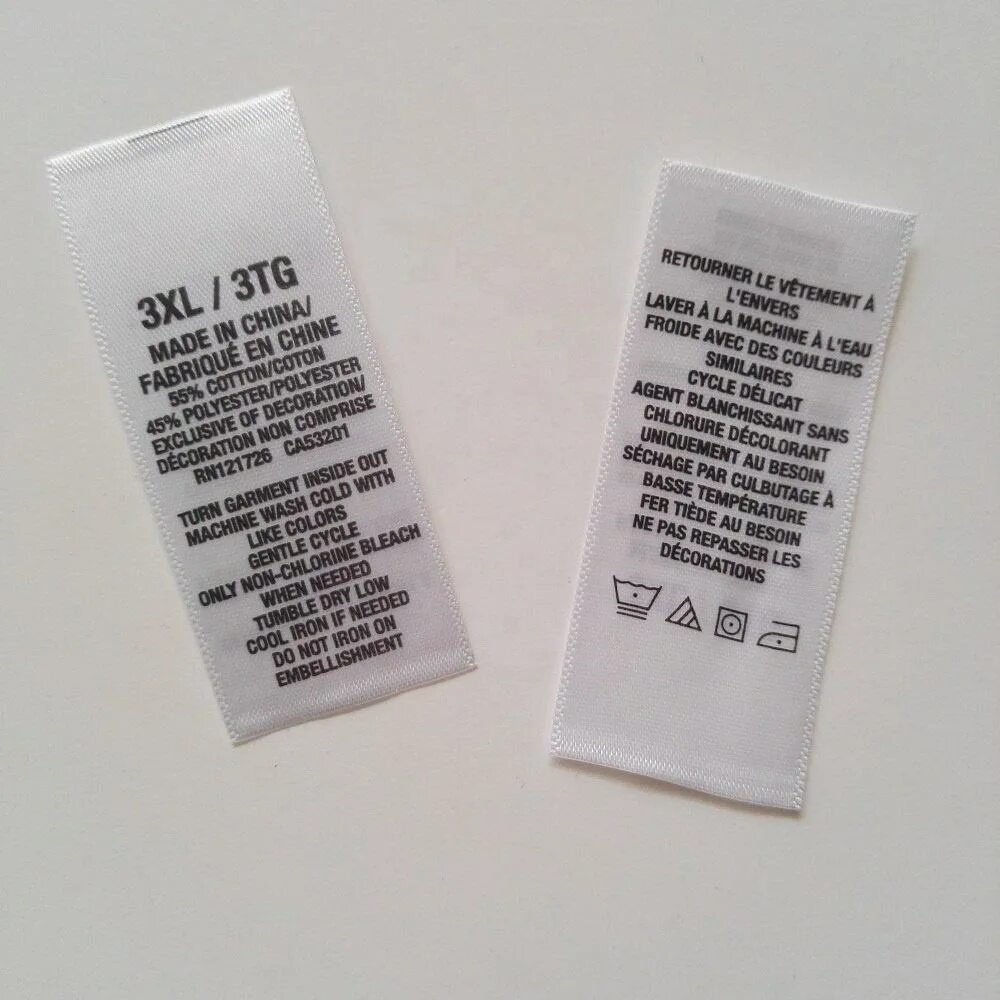 3XL / 3TG
MADE IN CHINA/
FABRIQUÉ EN CHINE
55% COTTON/COTON
45% POLYESTER/POLYESTER
EXCLUSIVE OF DECORATION/
DÉCORATION NON COMPRISE
RN121726 CA53201
TURN GARMENT INSIDE OUT
MACHINE WASH COLD WITH
LIKE COLORS
GENTLE CYCLE
ONLY NON-CHLORINE BLEACH
WHEN NEEDED
TUMBLE DRY LOW
COOL IRON IF NEEDED
DO NOT IRON ON
EMBELLISHMENT
RETOURNER LE VÊTEMENT À
L'ENVERS
LAVER À LA MACHINE À L'EAU
FROIDE AVEC DES COULEURS
SIMILAIRES
CYCLE DÉLICAT
AGENT BLANCHISSANT SANS
CHLORURE DÉCOLORANT
UNIQUEMENT AU BESOIN
SÉCHAGE PAR CULBUTAGE À
BASSE TEMPÉRATURE
FER TIÈDE AU BESOIN
NE PAS REPASSER LES
DÉCORATIONS